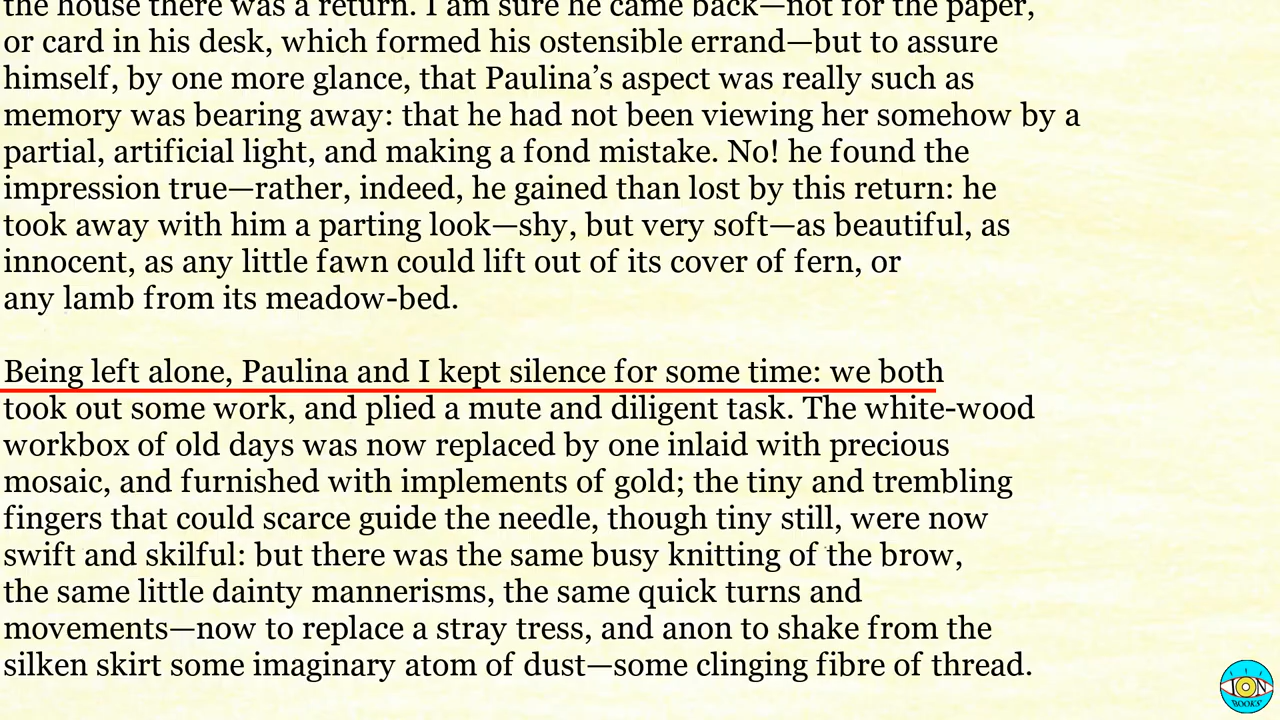 the house there was a return. I am sure he came back—not for the paper,
or card in his desk, which formed his ostensible errand—but to assure
himself, by one more glance, that Paulina’s aspect was really such as
memory was bearing away: that he had not been viewing her somehow by a
partial, artificial light, and making a fond mistake. No! he found the
impression true—rather, indeed, he gained than lost by this return: he
took away with him a parting look—shy, but very soft—as beautiful, as
innocent, as any little fawn could lift out of its cover of fern, or
any lamb from its meadow-bed.
Being left alone, Paulina and I kept silence for some time: we both
took out some work, and plied a mute and diligent task. The white-wood
workbox of old days was now replaced by one inlaid with precious
mosaic, and furnished with implements of gold; the tiny and trembling
fingers that could scarce guide the needle, though tiny still, were now
swift and skilful: but there was the same busy knitting of the brow,
the same little dainty mannerisms, the same quick turns and
movements—now to replace a stray tress, and anon to shake from the
silken skirt some imaginary atom of dust—some clinging fibre of thread.
ION
BOOKS